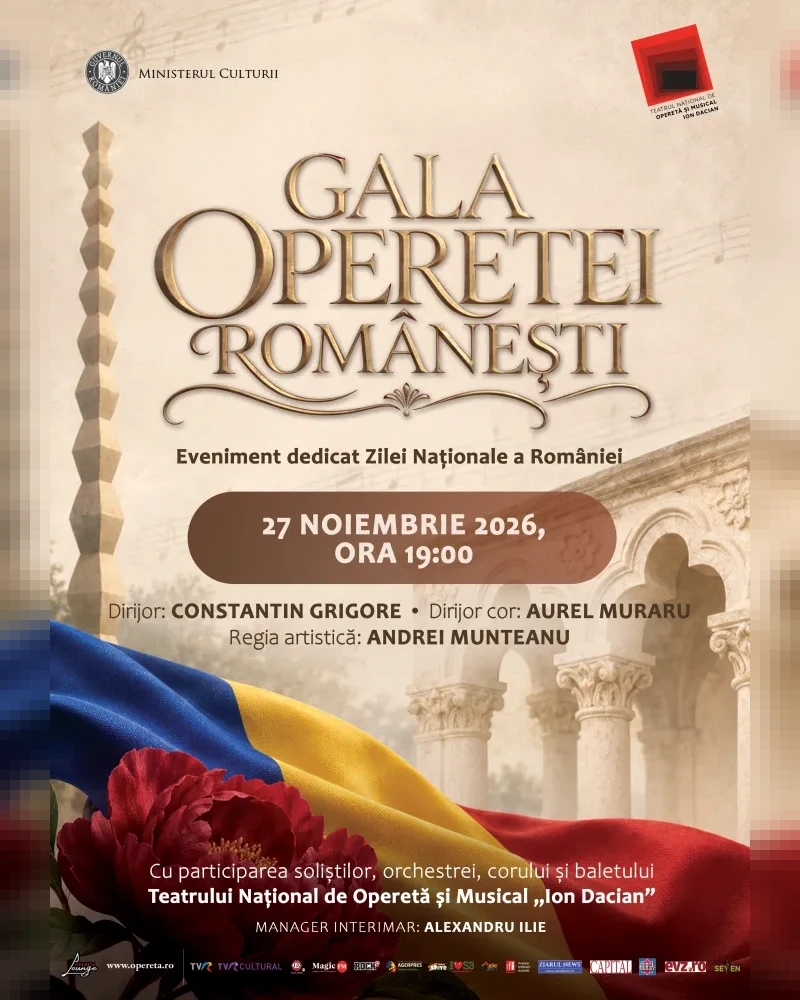 GUVERNUL ROMÂNIEI
MINISTERUL CULTURII
TEATRUL NAȚIONAL DE
OPERETĂ ȘI MUSICAL
ION DACIAN
GALA
OPERETEI
ROMÂNEȘTI
Eveniment dedicat Zilei Naționale a României
27 NOIEMBRIE 2026,
ORA 19:00
Dirijor: CONSTANTIN GRIGORE • Dirijor cor: AUREL MURARU
Regia artistică: ANDREI MUNTEANU
Cu participarea soliștilor, orchestrei, corului și baletului
Teatrului Național de Operetă și Musical „Ion Dacian”
MANAGER INTERIMAR: ALEXANDRU ILIE
Lounge www.opereta.ro TVR TVR CULTURAL Magic FM ROCK AGERPRES ZIARUL NEWS CAPITAL evz.ro SEVEN